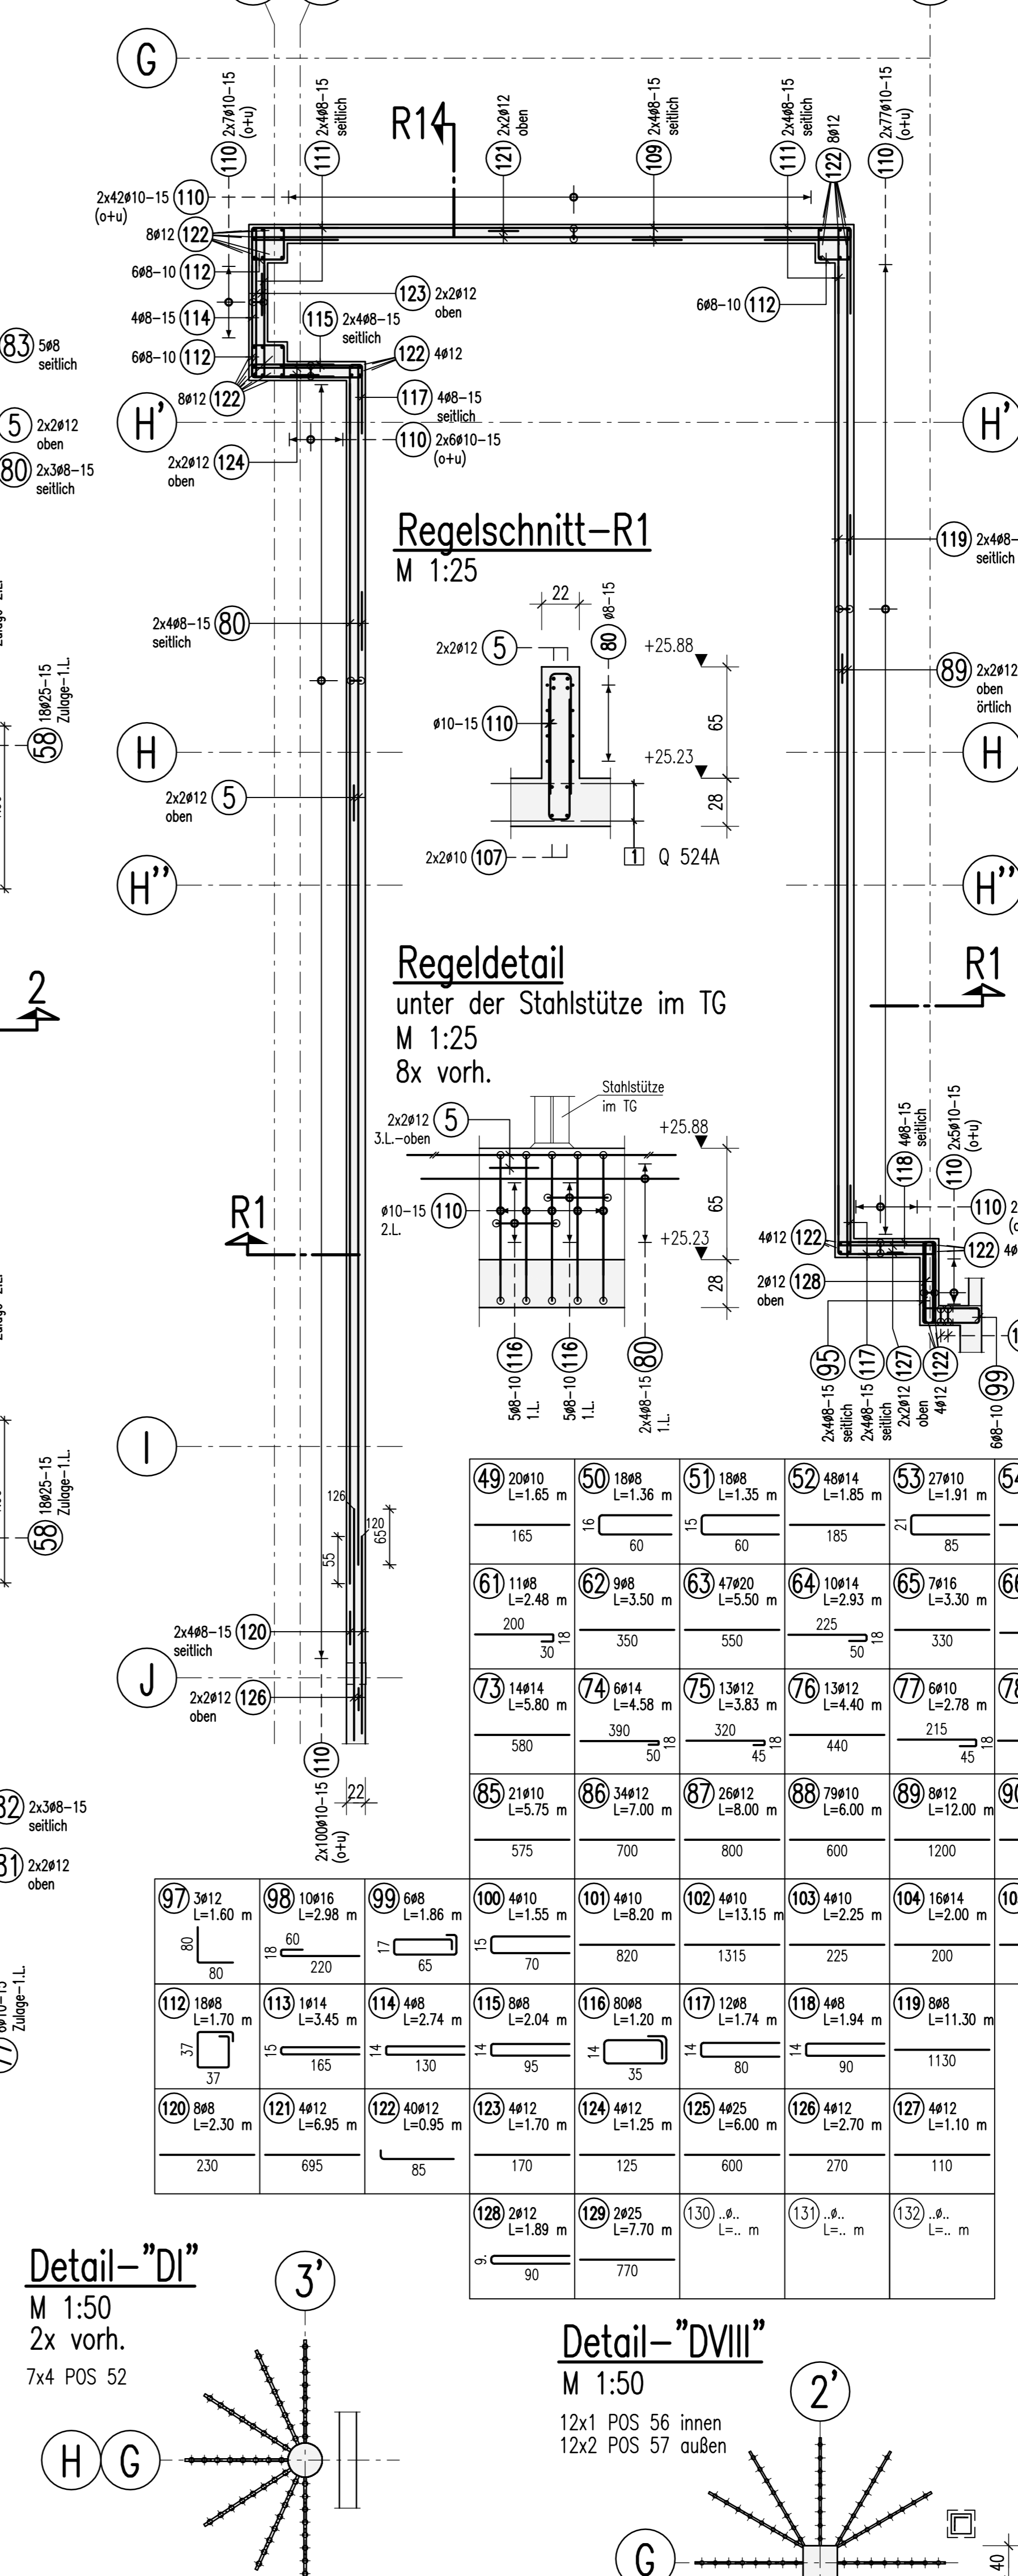 G
110 2x7ø10-15
(o+u)
111 2x4ø8-15
seitlich
R14
121 2x2ø12
oben
109 2x4ø8-15
seitlich
111 2x4ø8-15
seitlich
122 8ø12
110 2x77ø10-15
(o+u)
2x42ø10-15 110
(o+u)
8ø12 122
6ø8-10 112
123 2x2ø12
oben
6ø8-10 112
4ø8-15 114
115 2x4ø8-15
seitlich
83 5ø8
seitlich
6ø8-10 112
122 4ø12
8ø12 122
117 4ø8-15
seitlich
H'
H'
5 2x2ø12
oben
110 2x6ø10-15
(o+u)
2x2ø12 124
oben
80 2x3ø8-15
seitlich
Regelschnitt-R1
M 1:25
119 2x4ø8-
seitlich
22
80 ø8-15
2x4ø8-15 80
seitlich
2x2ø12 5
+25.88
89 2x2ø12
oben
örtlich
58 18ø25-15
Zulage-1.L.
ø10-15 110
65
+25.23
H
H
28
2x2ø12 5
oben
2x2ø10 107
1 Q 524A
H''
H''
Regeldetail
unter der Stahlstütze im TG
M 1:25
8x vorh.
2
R1
Stahlstütze
im TG
2x2ø12 5
3.L.-oben
+25.88
118 4ø8-15
seitlich
110 2x5ø10-15
(o+u)
ø10-15 110
2.L.
65
110
R1
+25.23
4ø12 122
122
28
2ø12 128
oben
116
5ø8-10
1.L.
116
5ø8-10
1.L.
80
2x4ø8-15
1.L.
95
2x4ø8-15
seitlich
117
2x4ø8-15
seitlich
127
2x2ø12
oben
122
4ø12
99
6ø8-10
I
58 18ø25-15
Zulage-1.L.
126
120
65
55
2x4ø8-15 120
seitlich
J
2x2ø12 126
oben
110
2x100ø10-15
(o+u)
22
2x3ø8-15
seitlich
2x2ø12
oben
Zulage-1.L.
49 20ø10
L=1.65 m
165
50 18ø8
L=1.36 m
16
60
51 18ø8
L=1.35 m
15
60
52 48ø14
L=1.85 m
185
53 27ø10
L=1.91 m
21
85
54
61 11ø8
L=2.48 m
200
18
30
62 9ø8
L=3.50 m
350
63 47ø20
L=5.50 m
550
64 10ø14
L=2.93 m
225
18
50
65 7ø16
L=3.30 m
330
66
73 14ø14
L=5.80 m
580
74 6ø14
L=4.58 m
390
18
50
75 13ø12
L=3.83 m
320
18
45
76 13ø12
L=4.40 m
440
77 6ø10
L=2.78 m
215
18
45
78
85 21ø10
L=5.75 m
575
86 34ø12
L=7.00 m
700
87 26ø12
L=8.00 m
800
88 79ø10
L=6.00 m
600
89 8ø12
L=12.00 m
1200
90
97 3ø12
L=1.60 m
80
80
98 10ø16
L=2.98 m
60
18
220
99 6ø8
L=1.86 m
17
65
100 4ø10
L=1.55 m
15
70
101 4ø10
L=8.20 m
820
102 4ø10
L=13.15 m
1315
103 4ø10
L=2.25 m
225
104 16ø14
L=2.00 m
200
112 18ø8
L=1.70 m
37
37
113 1ø14
L=3.45 m
15
165
114 4ø8
L=2.74 m
14
130
115 8ø8
L=2.04 m
14
95
116 80ø8
L=1.20 m
14
35
117 12ø8
L=1.74 m
14
80
118 4ø8
L=1.94 m
14
90
119 8ø8
L=11.30 m
1130
120 8ø8
L=2.30 m
230
121 4ø12
L=6.95 m
695
122 40ø12
L=0.95 m
85
123 4ø12
L=1.70 m
170
124 4ø12
L=1.25 m
125
125 4ø25
L=6.00 m
600
126 4ø12
L=2.70 m
270
127 4ø12
L=1.10 m
110
128 2ø12
L=1.89 m
9.
90
129 2ø25
L=7.70 m
770
130 ..ø..
L=.. m
131 ..ø..
L=.. m
132 ..ø..
L=.. m
Detail-"DI"
M 1:50
2x vorh.
7x4 POS 52
3'
H G
Detail-"DVIII"
M 1:50
12x1 POS 56 innen
12x2 POS 57 außen
2'
G
40